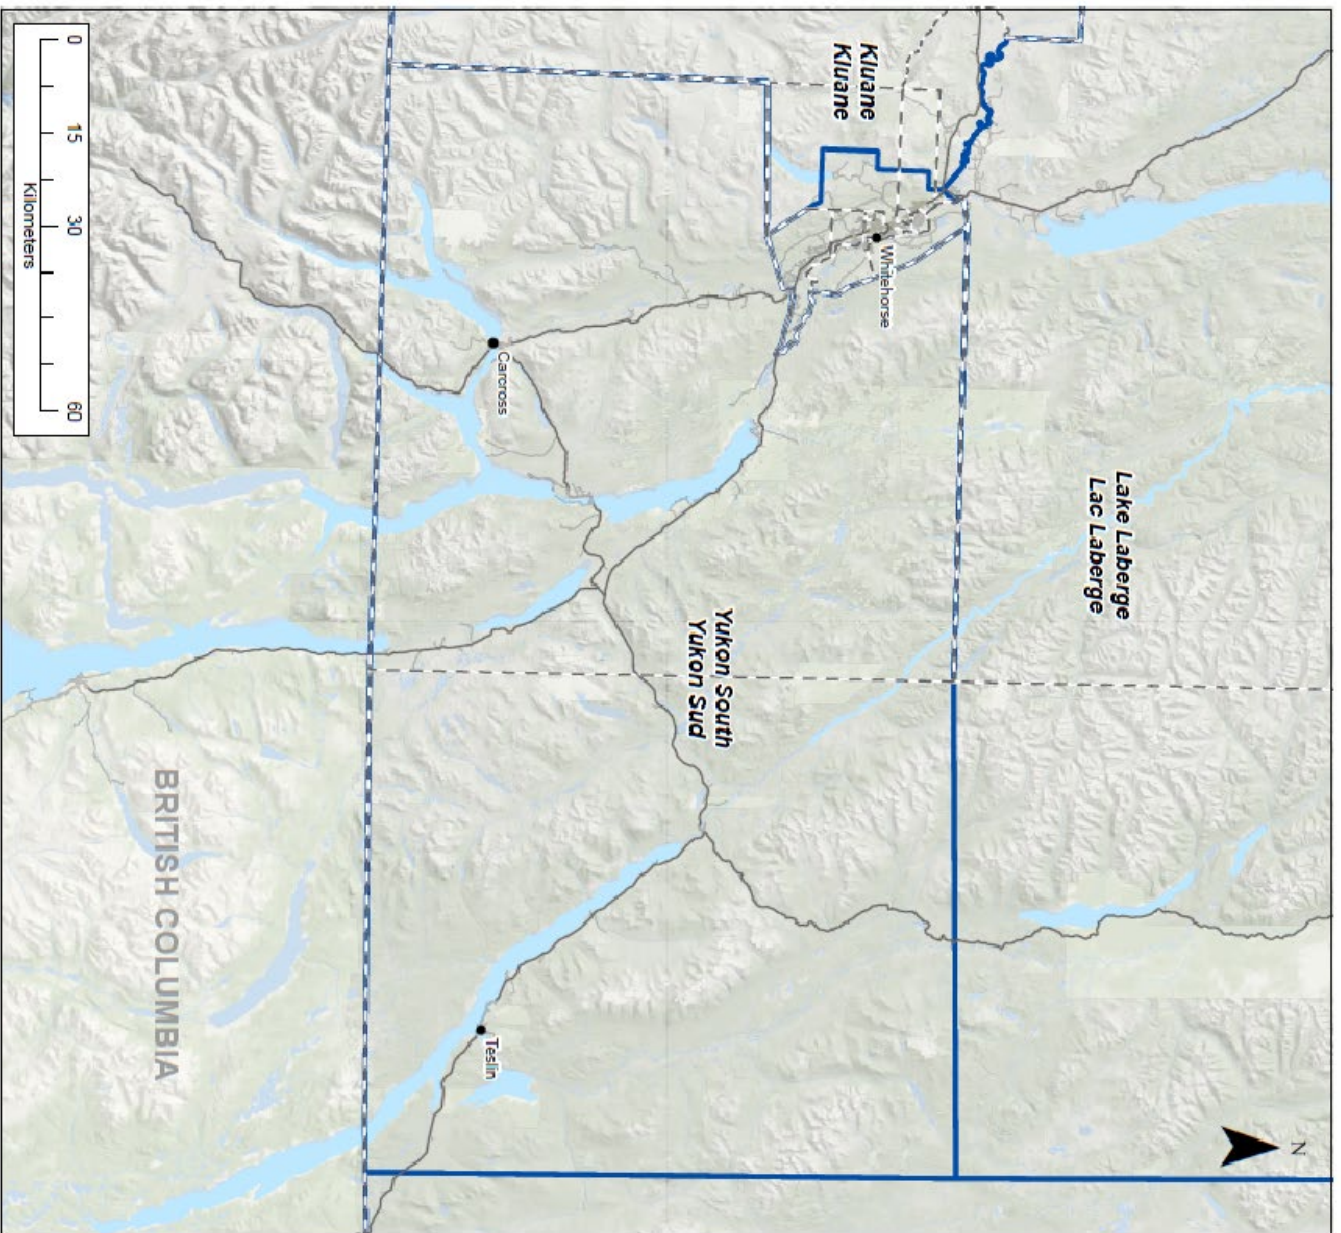 N
Lake Laberge
Lac Laberge
Kluane
Kluane
Whitehorse
Yukon South
Yukon Sud
Carcross
Teslin
BRITISH COLUMBIA
0 15 30 60
Kilometers